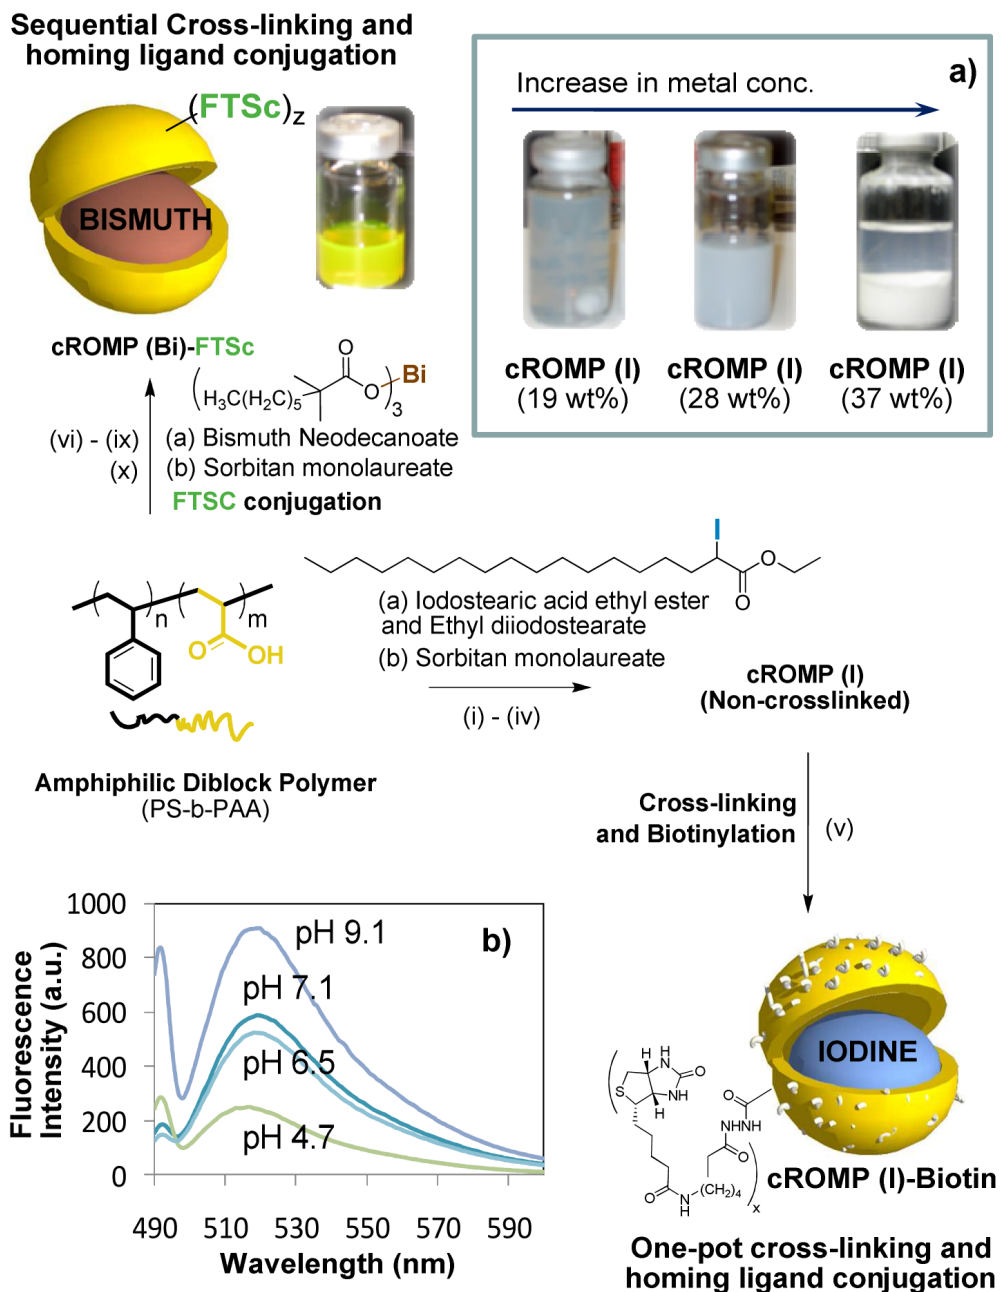 Sequential Cross-linking and
homing ligand conjugation
(FTSc)z
BISMUTH
cROMP (Bi)-FTSc
a)
Increase in metal conc.
cROMP (I)
(19 wt%)
cROMP (I)
(28 wt%)
cROMP (I)
(37 wt%)
(vi) - (ix)
(x)
H3C(H2C)5
O
O
Bi
3
(a) Bismuth Neodecanoate
(b) Sorbitan monolaureate
FTSC conjugation
I
O
O
n
m
O
OH
Amphiphilic Diblock Polymer
(PS-b-PAA)
(a) Iodostearic acid ethyl ester
and Ethyl diiodostearate
(b) Sorbitan monolaureate
(i) - (iv)
cROMP (I)
(Non-crosslinked)
Cross-linking
and Biotinylation
(v)
b)
Fluorescence
Intensity (a.u.)
1000
800
600
400
200
0
pH 9.1
pH 7.1
pH 6.5
pH 4.7
490 510 530 550 570 590
Wavelength (nm)
IODINE
H
H
N
O
S
NH
H
O
NHNH
O
O
N
H
(CH2)4
x
cROMP (I)-Biotin
One-pot cross-linking and
homing ligand conjugation